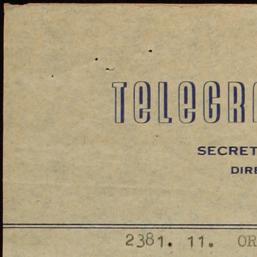 TELEGR
SECRET
DIRE
2381. 11. OR